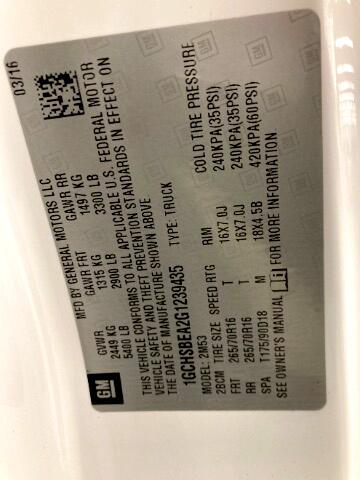 MFD BY GENERAL MOTORS LLC 03/16
GVWR GAWR FRT GAWR RR
2449 KG 1315 KG 1497 KG
5400 LB 2900 LB 3300 LB
THIS VEHICLE CONFORMS TO ALL APPLICABLE U.S. FEDERAL MOTOR
VEHICLE SAFETY AND THEFT PREVENTION STANDARDS IN EFFECT ON
THE DATE OF MANUFACTURE SHOWN ABOVE
1GCHSBEA2G1239435 TYPE: TRUCK
MODEL: 2M53
2BCM SIZE SPEED RTG RIM COLD TIRE PRESSURE
FRT 265/70R16 T 16X7.0J 240KPA(35PSI)
RR 265/70R16 T 16X7.0J 240KPA(35PSI)
SPA T175/90D18 M 18X4.5B 420KPA(60PSI)
SEE OWNER'S MANUAL FOR MORE INFORMATION
GM